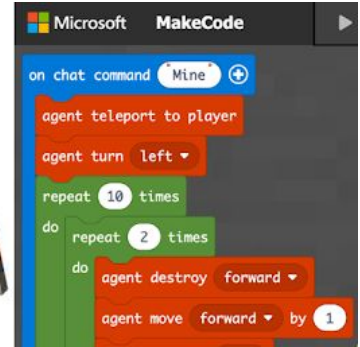 Microsoft MakeCode
on chat command "Mine"
agent teleport to player
agent turn left
repeat 10 times
do repeat 2 times
do agent destroy forward
agent move forward by 1